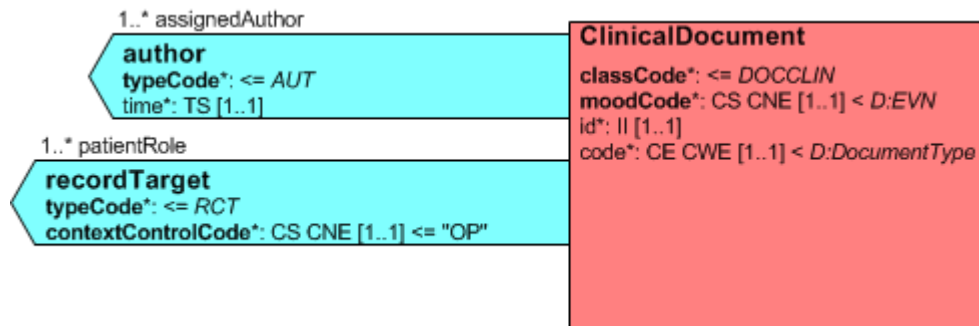 1..* assignedAuthor
author
typeCode*: <= AUT
time*: TS [1..1]
1..* patientRole
recordTarget
typeCode*: <= RCT
contextControlCode*: CS CNE [1..1] <= "OP"
ClinicalDocument
classCode*: <= DOCCLIN
moodCode*: CS CNE [1..1] < D:EVN
id*: II [1..1]
code*: CE CWE [1..1] < D:DocumentType